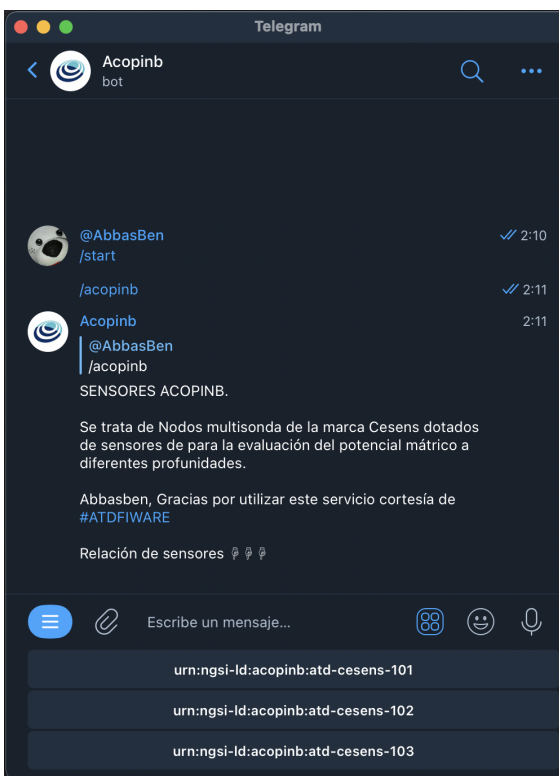 Telegram
Acopinb
bot
@AbbasBen
2:10
/start
/acopinb
2:11
Acopinb
2:11
@AbbasBen
/acopinb
SENSORES ACOPINB.
Se trata de Nodos multisonda de la marca Cesens dotados
de sensores de para la evaluación del potencial mátrico a
diferentes profundidades.
Abbasben, Gracias por utilizar este servicio cortesía de
#ATDFIWARE
Relación de sensores
Escribe un mensaje...
urn:ngsi-ld:acopinb:atd-cesens-101
urn:ngsi-ld:acopinb:atd-cesens-102
urn:ngsi-ld:acopinb:atd-cesens-103